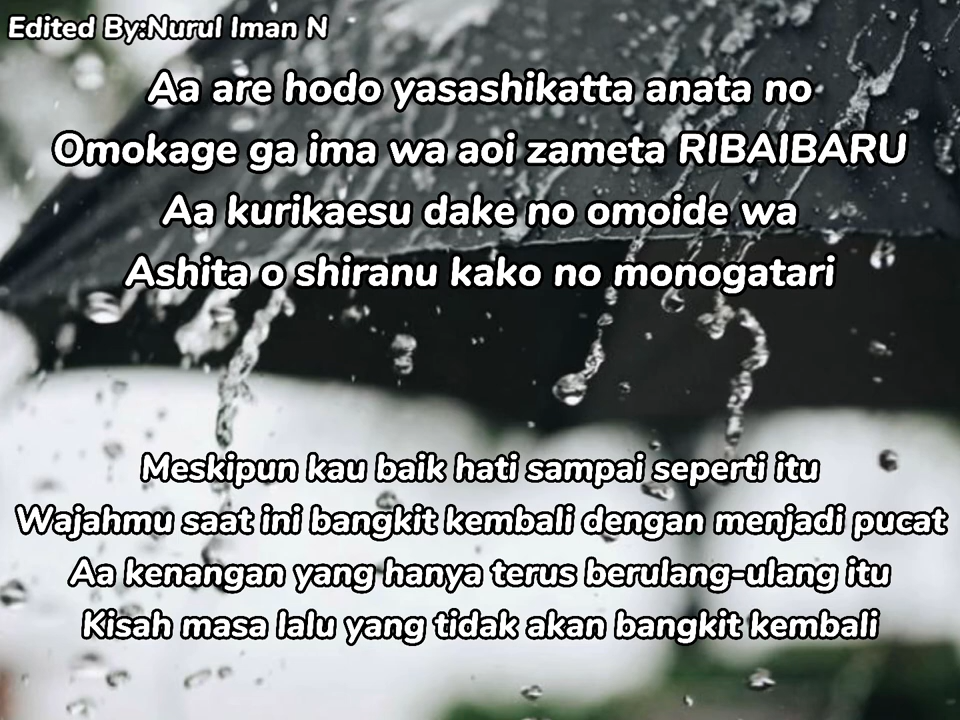 Edited By:Nurul Iman N
Aa are hodo yasashikatta anata no
Omokage ga ima wa aoi zameta RIBAIBARU
Aa kurikaesu dake no omoide wa
Ashita o shiranu kako no monogatari
Meskipun kau baik hati sampai seperti itu
Wajahmu saat ini bangkit kembali dengan menjadi pucat
Aa kenangan yang hanya terus berulang-ulang itu
Kisah masa lalu yang tidak akan bangkit kembali